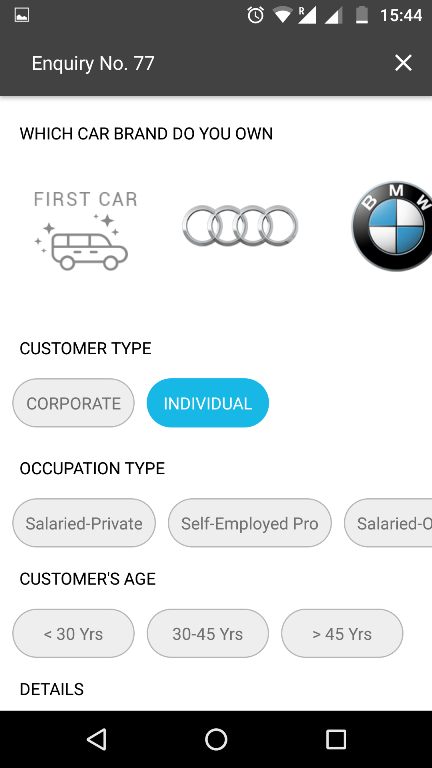 R
15:44
Enquiry No. 77
WHICH CAR BRAND DO YOU OWN
FIRST CAR
BMW
CUSTOMER TYPE
CORPORATE INDIVIDUAL
OCCUPATION TYPE
Salaried-Private Self-Employed Pro Salaried-O
CUSTOMER'S AGE
< 30 Yrs 30-45 Yrs > 45 Yrs
DETAILS